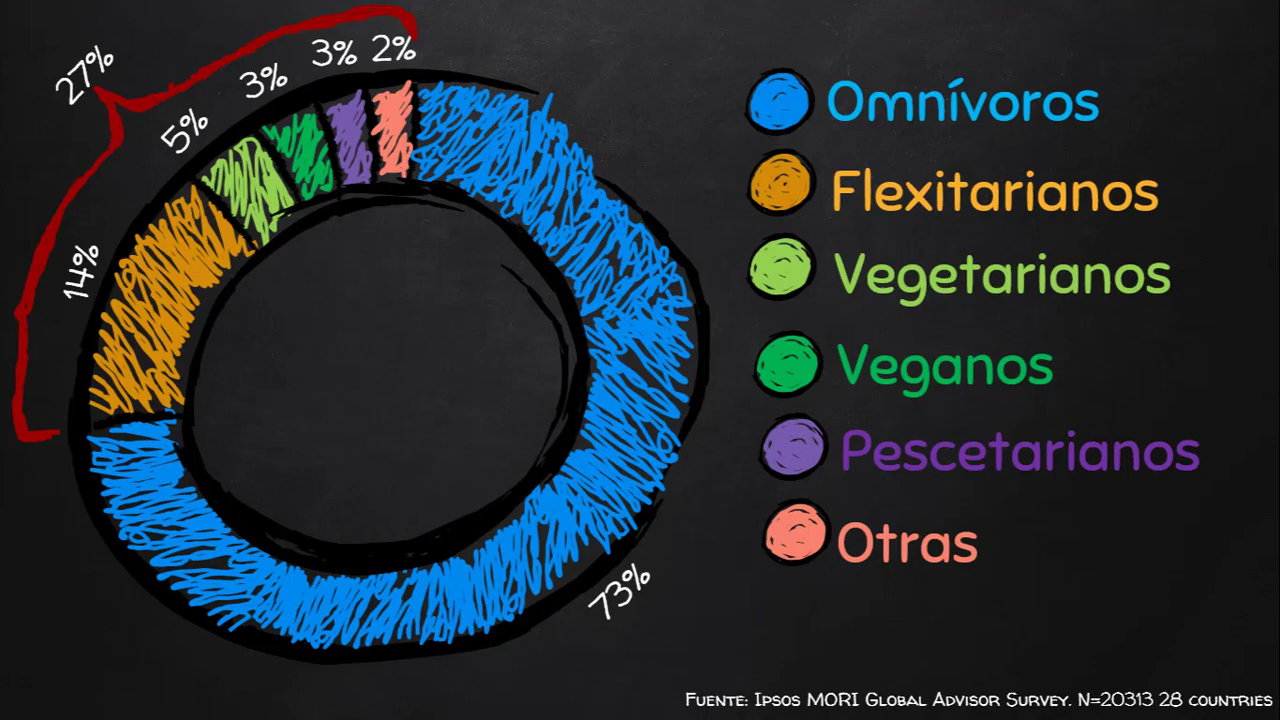 27%
3%
3%
2%
5%
14%
73%
Omnívoros
Flexitarianos
Vegetarianos
Veganos
Pescetarianos
Otras
Fuente: Ipsos MORI Global Advisor Survey. N=20313 28 countries